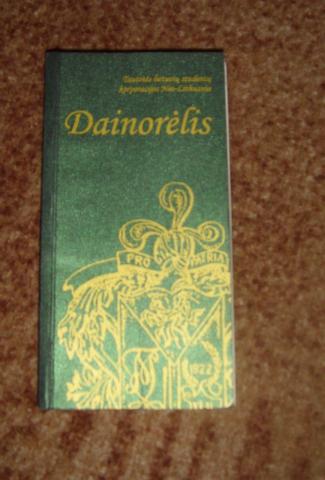 Tautinės lietuvių studentų
korporacijos Neo-Lithuania
Dainorėlis
PRO PATRIA
1922